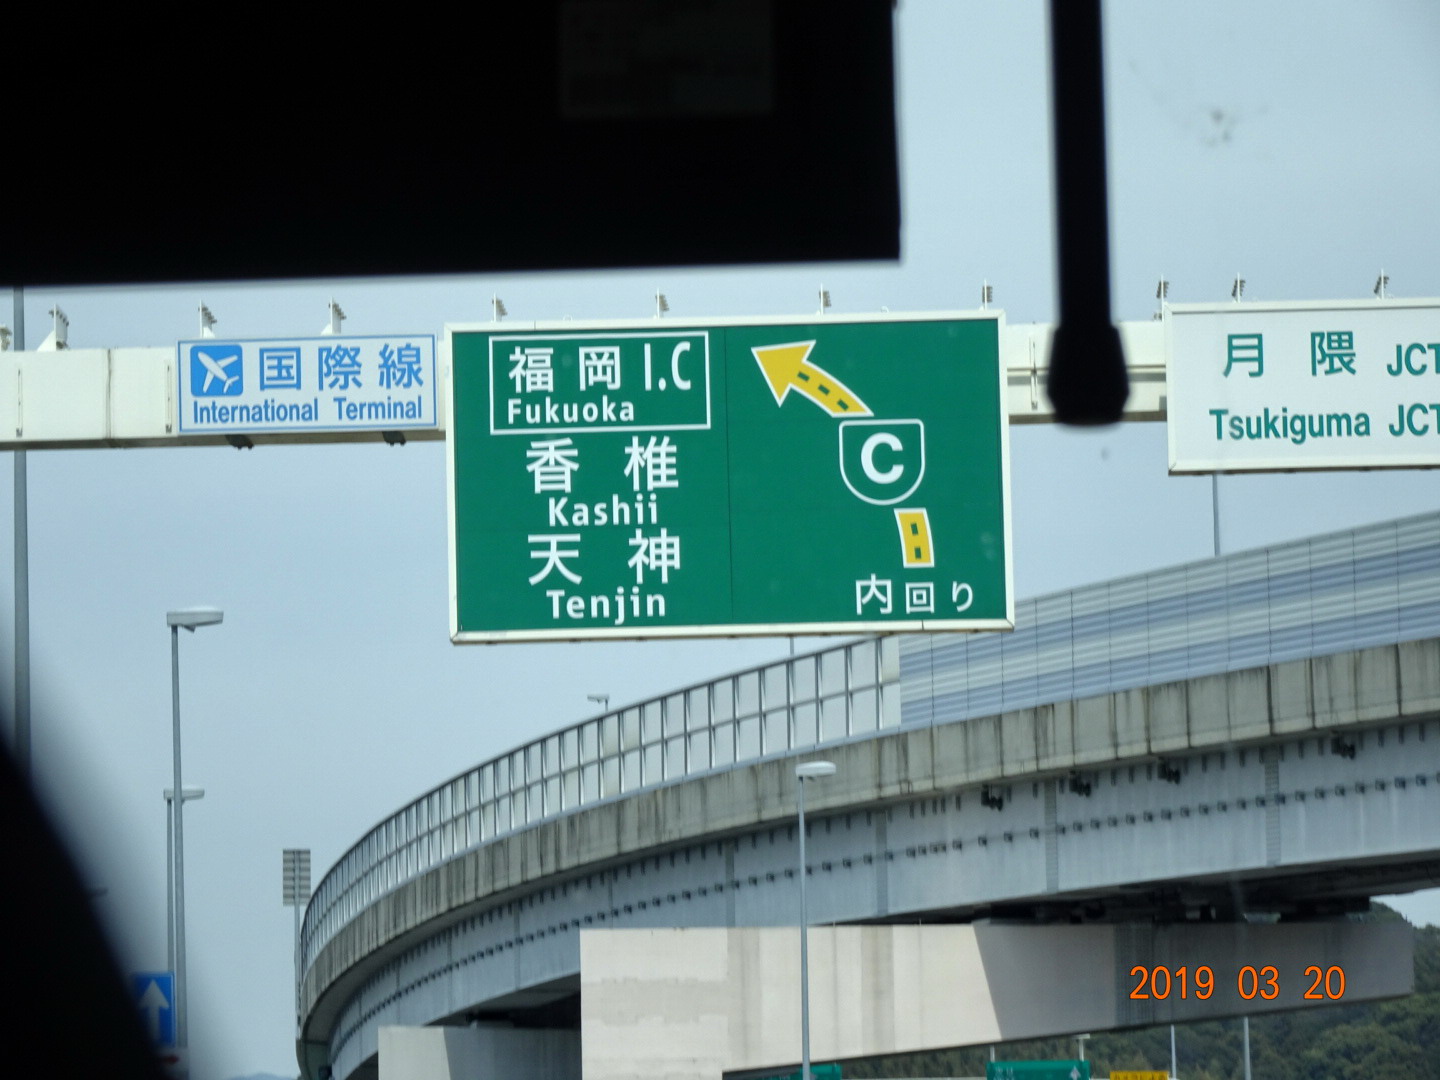 国際線
International Terminal
福岡 I.C
Fukuoka
香椎
Kashii
天神
Tenjin
C
内回り
月隈 JCT
Tsukiguma JCT
2019 03 20